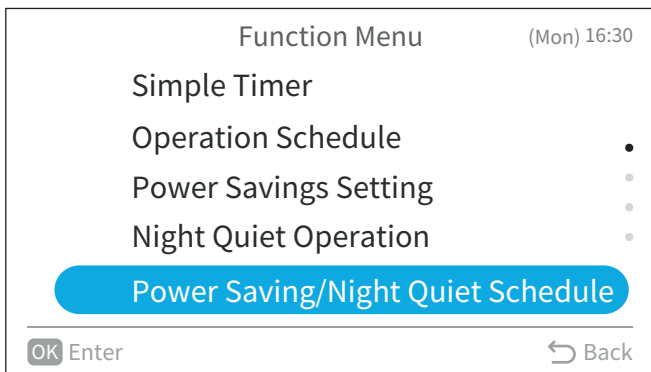 Function Menu (Mon) 16:30
Simple Timer
Operation Schedule
Power Savings Setting
Night Quiet Operation
Power Saving/Night Quiet Schedule
OK Enter Back